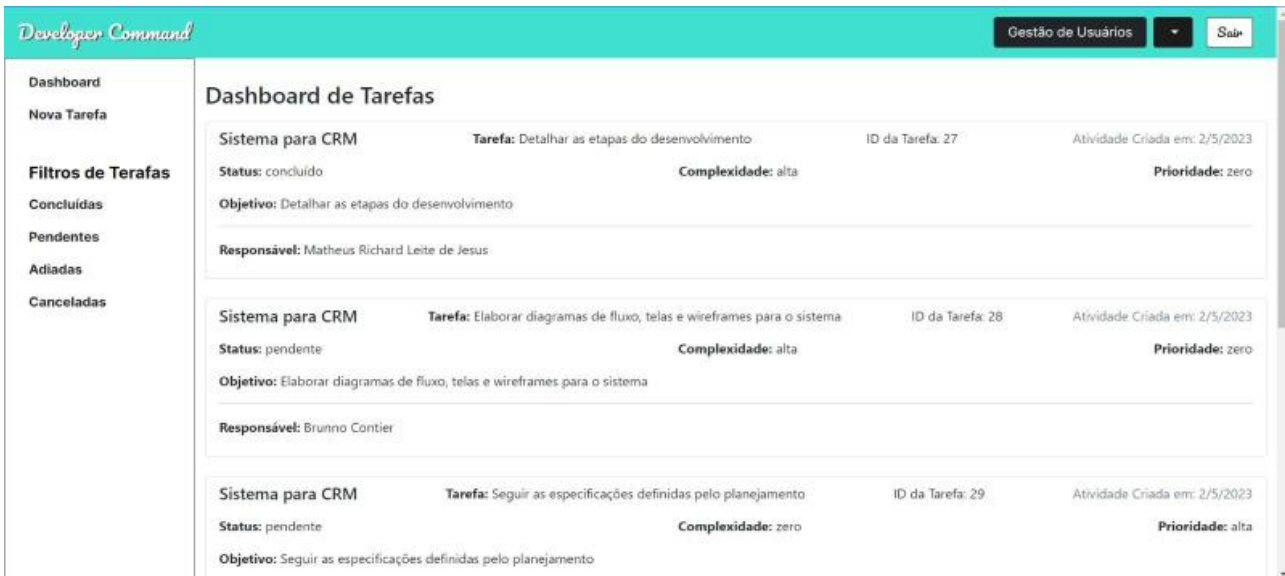 Developer Command
Gestão de Usuários
Sair
Dashboard
Nova Tarefa
Filtros de Terafas
Concluídas
Pendentes
Adiadas
Canceladas
Dashboard de Tarefas
Sistema para CRM Tarefa: Detalhar as etapas do desenvolvimento ID da Tarefa: 27 Atividade Criada em: 2/5/2023
Status: concluído Complexidade: alta Prioridade: zero
Objetivo: Detalhar as etapas do desenvolvimento
Responsável: Matheus Richard Leite de Jesus
Sistema para CRM Tarefa: Elaborar diagramas de fluxo, telas e wireframes para o sistema ID da Tarefa: 28 Atividade Criada em: 2/5/2023
Status: pendente Complexidade: alta Prioridade: zero
Objetivo: Elaborar diagramas de fluxo, telas e wireframes para o sistema
Responsável: Brunno Contier
Sistema para CRM Tarefa: Seguir as especificações definidas pelo planejamento ID da Tarefa: 29 Atividade Criada em: 2/5/2023
Status: pendente Complexidade: zero Prioridade: alta
Objetivo: Seguir as especificações definidas pelo planejamento